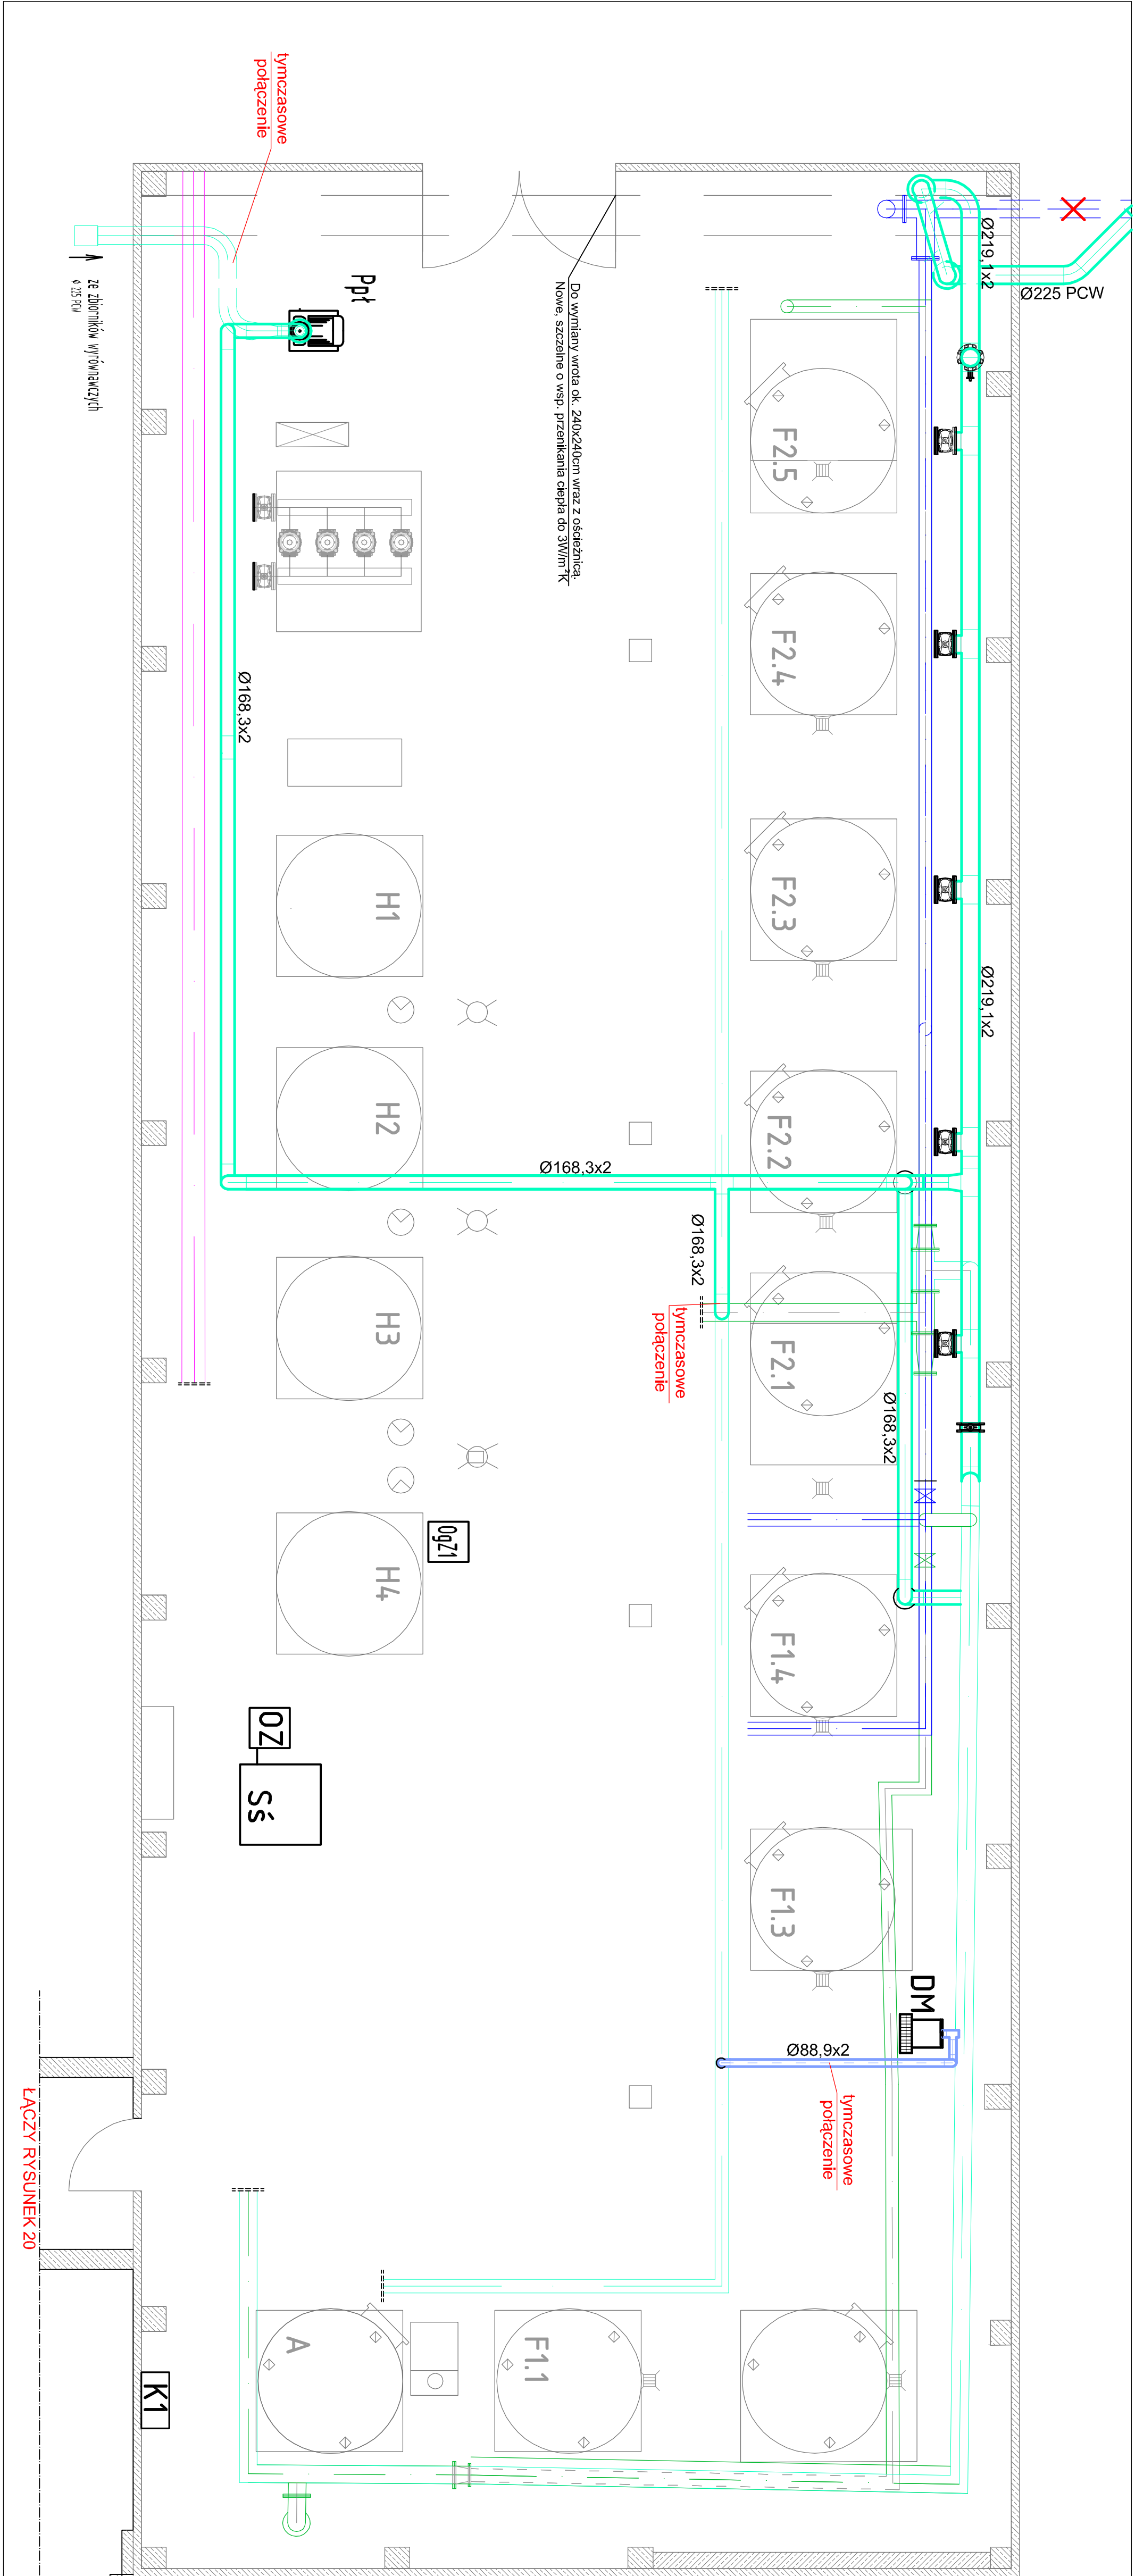 tymczasowe
połączenie
ze zbiorników wyrównawczych
ø 225 PCW
Ppł
Do wymiany wrota ok. 240x240cm wraz z ościeżnicą.
Nowe, szczelne o wsp. przenikania ciepła do 3W/m²K
Ø219,1x2
Ø225 PCW
F2.5
F2.4
Ø168,3x2
F2.3
H1
Ø219,1x2
F2.2
H2
Ø168,3x2
Ø168,3x2
tymczasowe
połączenie
F2.1
H3
Ø168,3x2
OgZ1
H4
F1.4
OZ
Sś
F1.3
DM
Ø88,9x2
tymczasowe
połączenie
ŁĄCZY RYSUNEK 20
A
F1.1
K1